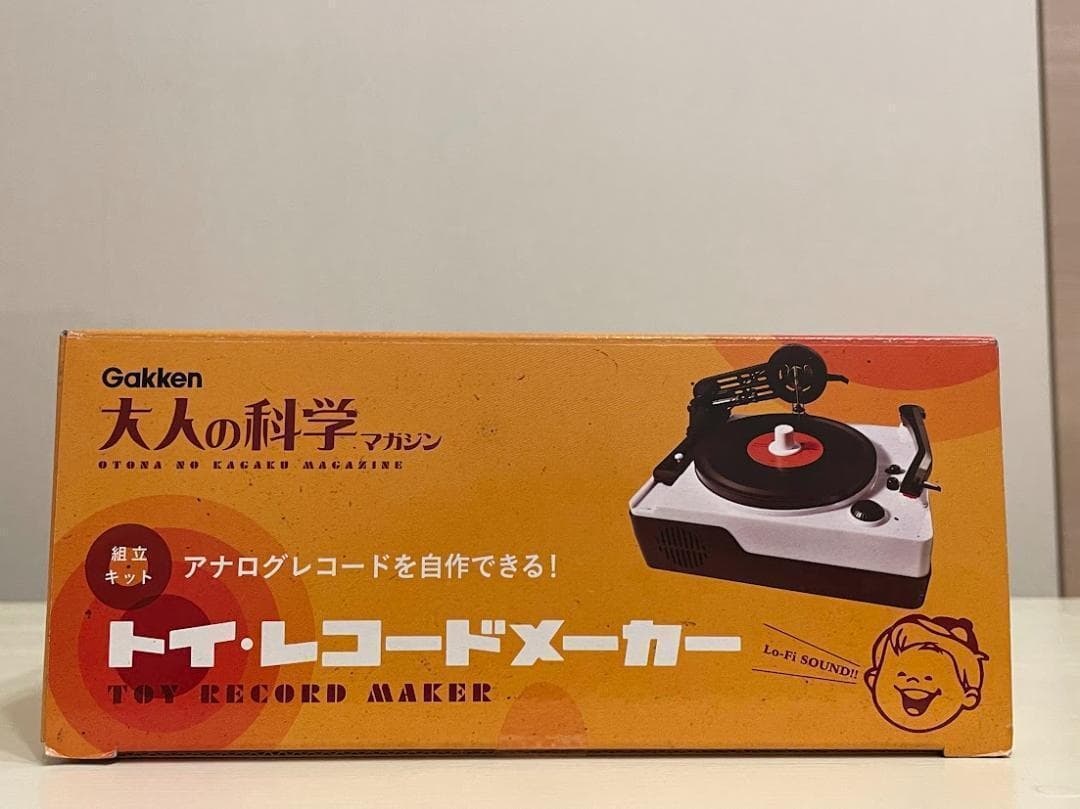 Gakken
大人の科学マガジン
OTONA NO KAGAKU MAGAZINE
組立
キット
アナログレコードを自作できる!
トイ・レコードメーカー
TOY RECORD MAKER
Lo-Fi SOUND!!